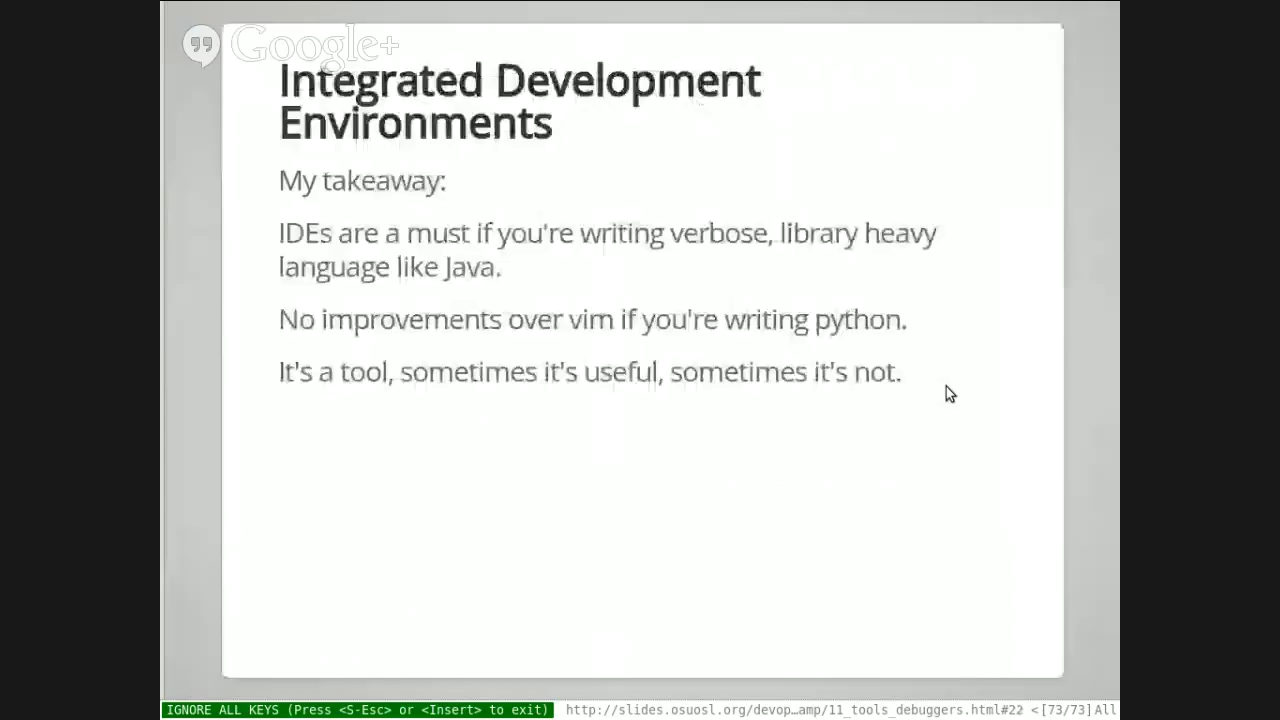 Google+
Integrated Development
Environments
My takeaway:
IDEs are a must if you're writing verbose, library heavy
language like Java.
No improvements over vim if you're writing python.
It's a tool, sometimes it's useful, sometimes it's not.
IGNORE ALL KEYS (Press <S-Esc> or <Insert> to exit) http://slides.osuosl.org/devop…amp/11_tools_debuggers.html#22 <[73/73]All